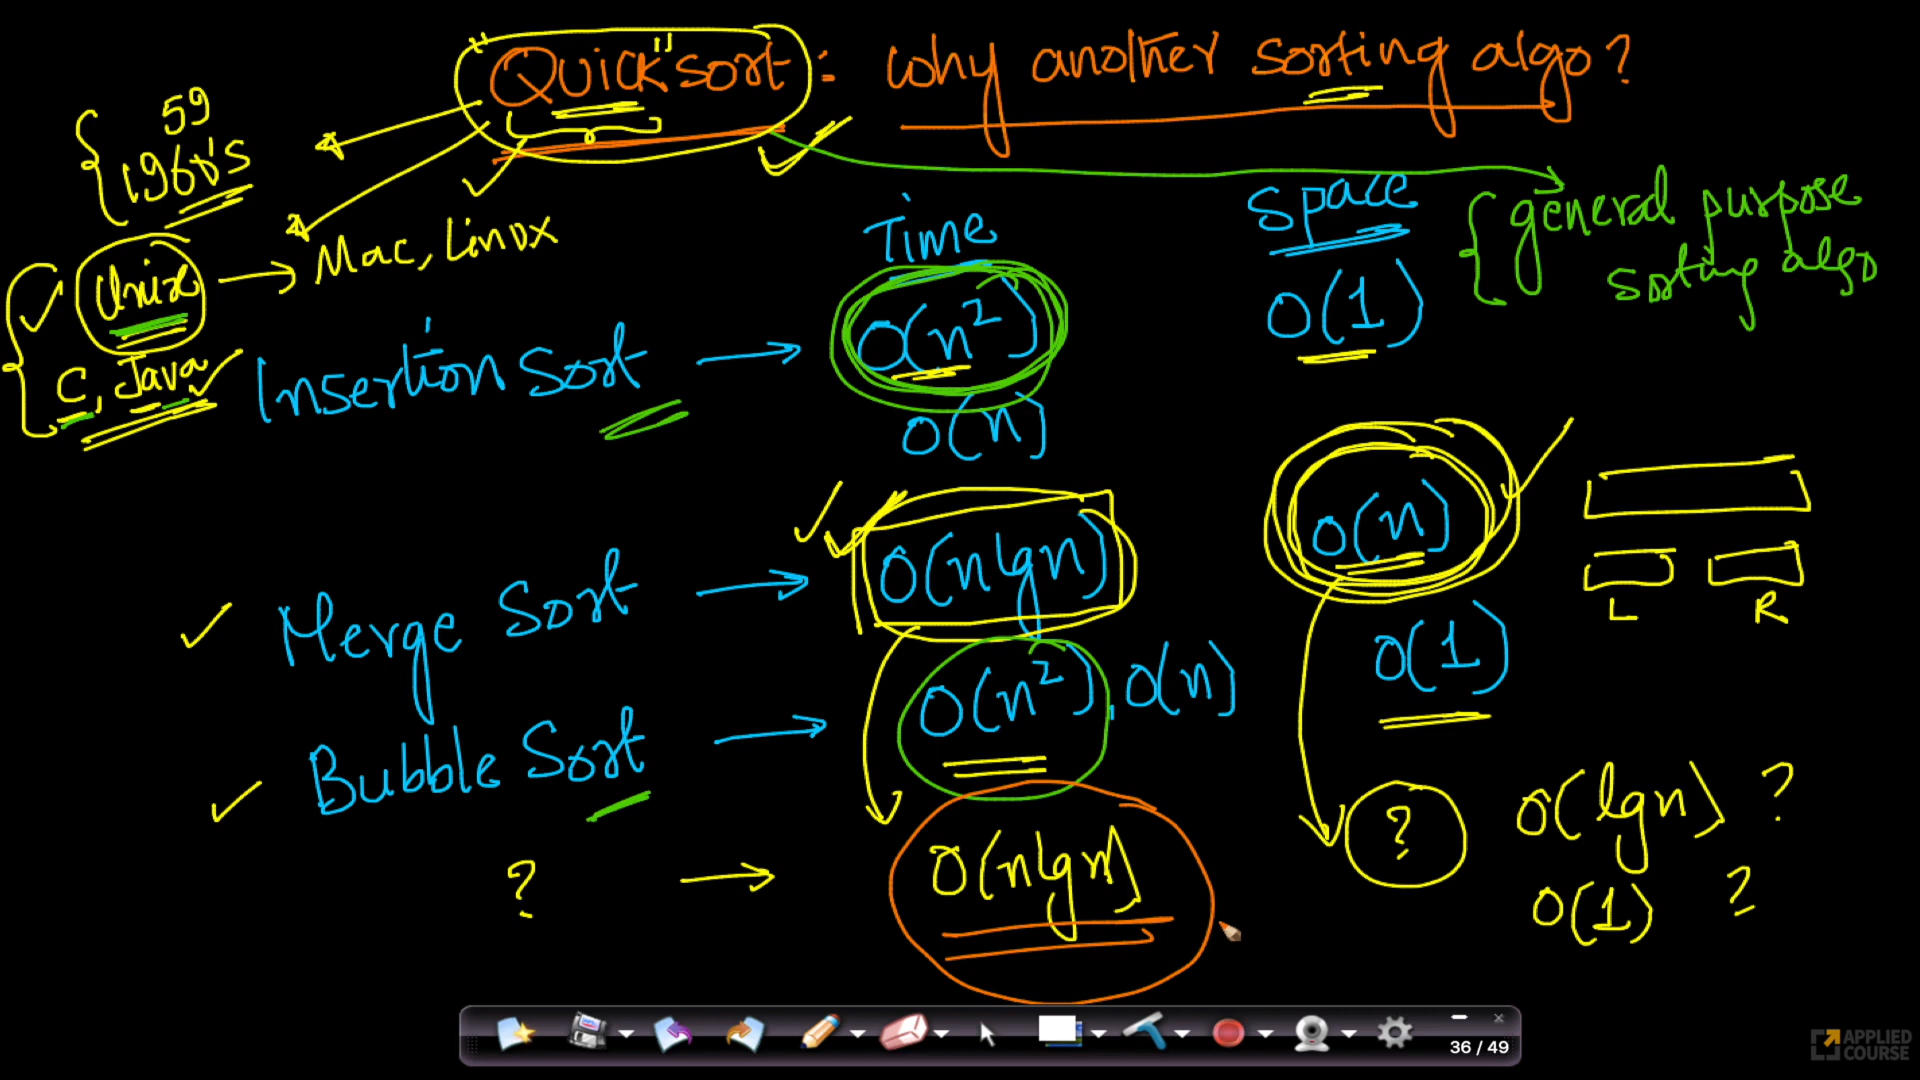 "Quick" sort : why another sorting algo?
59
1960's
Mac, Linux
Unix
C, Java
Time
Space
general purpose
sorting algo
Insertion Sort → O(n²) O(1)
O(n)
Merge Sort → O(nlgn) O(n)
L R
Bubble Sort → O(n²), O(n) O(1)
? → O(nlgn) ? O(lgn) ?
O(1) ?
36 / 49
APPLIED
COURSE